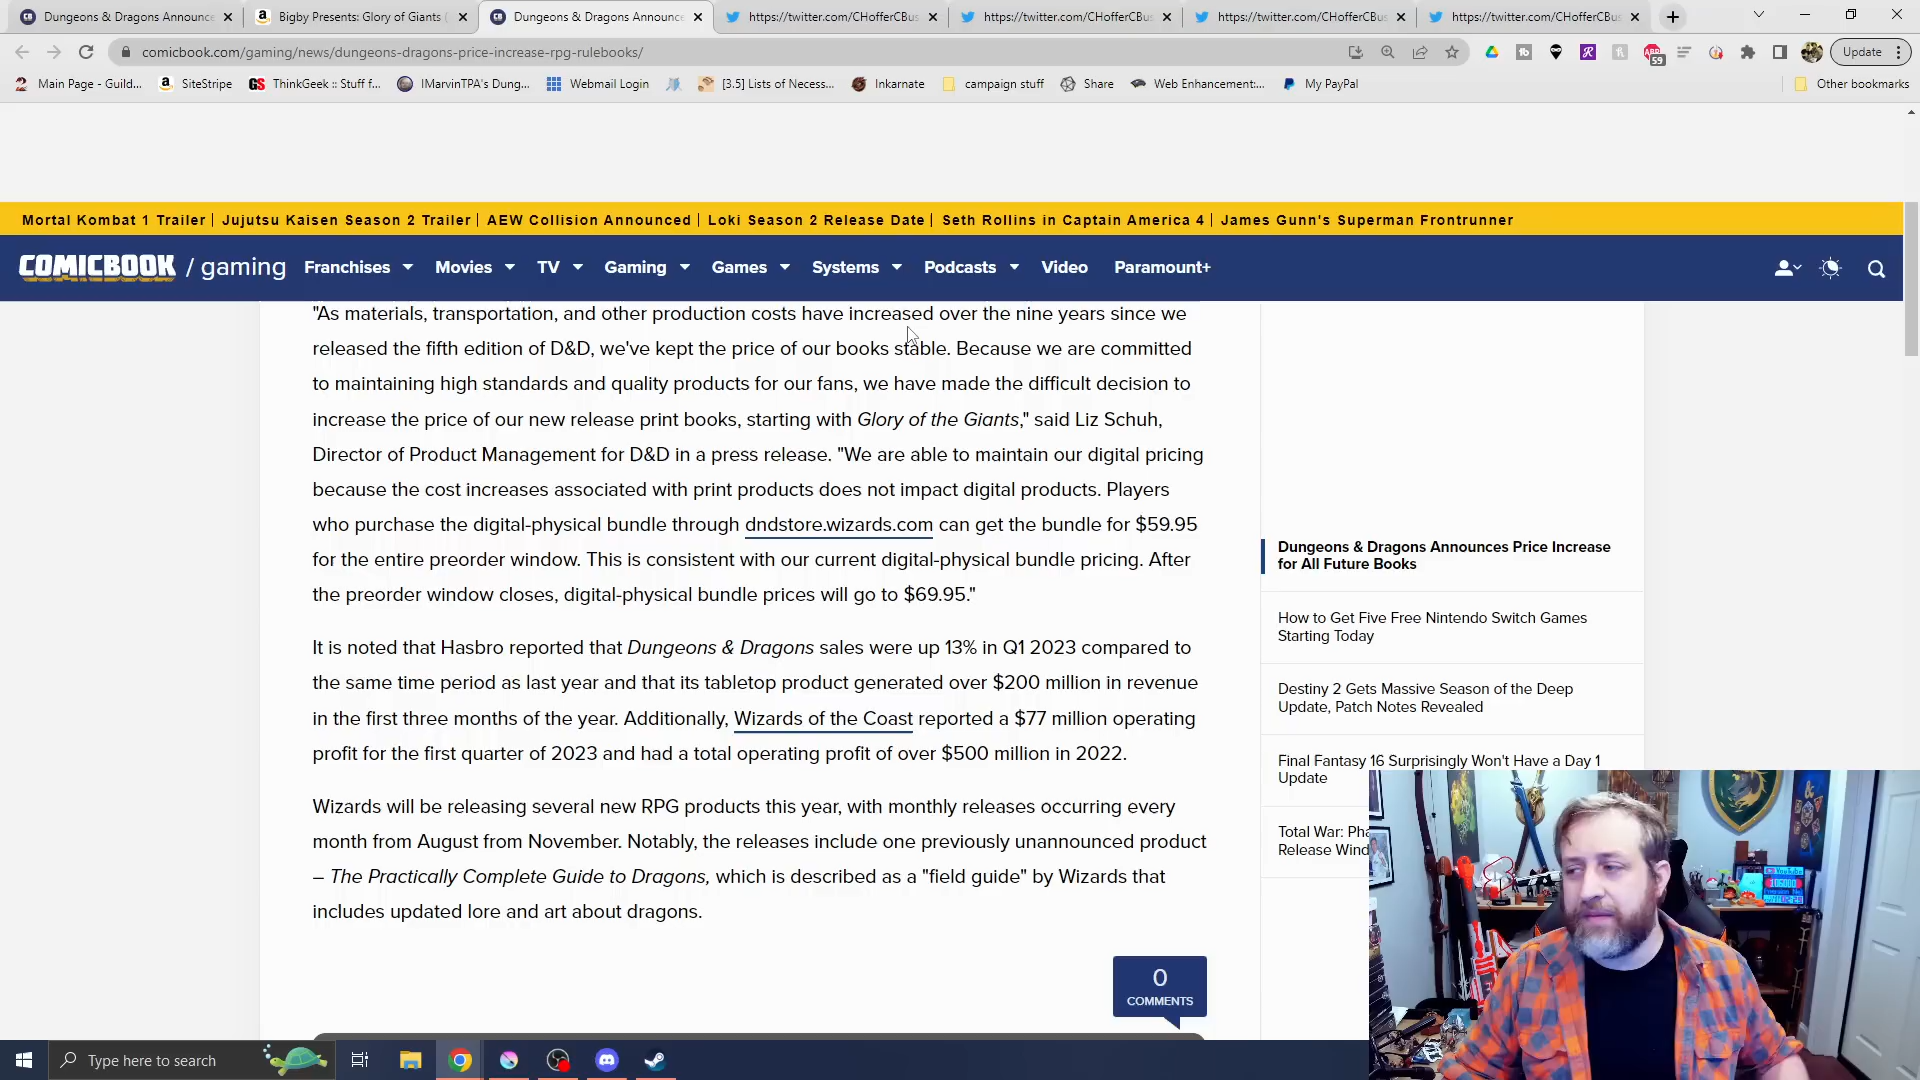 Dungeons & Dragons Announce
Bigby Presents: Glory of Giants (
Dungeons & Dragons Announce
https://twitter.com/CHofferCBus
https://twitter.com/CHofferCBus
https://twitter.com/CHofferCBus
https://twitter.com/CHofferCBus
comicbook.com/gaming/news/dungeons-dragons-price-increase-rpg-rulebooks/
59
Update
Main Page - Guild...
SiteStripe
ThinkGeek :: Stuff f...
IMarvinTPA's Dung...
Webmail Login
[3.5] Lists of Necess...
Inkarnate
campaign stuff
Share
Web Enhancement:...
My PayPal
Other bookmarks
Mortal Kombat 1 Trailer | Jujutsu Kaisen Season 2 Trailer | AEW Collision Announced | Loki Season 2 Release Date | Seth Rollins in Captain America 4 | James Gunn's Superman Frontrunner
COMICBOOK / gaming Franchises Movies TV Gaming Games Systems Podcasts Video Paramount+
"As materials, transportation, and other production costs have increased over the nine years since we
released the fifth edition of D&D, we've kept the price of our books stable. Because we are committed
to maintaining high standards and quality products for our fans, we have made the difficult decision to
increase the price of our new release print books, starting with Glory of the Giants," said Liz Schuh,
Director of Product Management for D&D in a press release. "We are able to maintain our digital pricing
because the cost increases associated with print products does not impact digital products. Players
who purchase the digital-physical bundle through dndstore.wizards.com can get the bundle for $59.95
for the entire preorder window. This is consistent with our current digital-physical bundle pricing. After
the preorder window closes, digital-physical bundle prices will go to $69.95."
It is noted that Hasbro reported that Dungeons & Dragons sales were up 13% in Q1 2023 compared to
the same time period as last year and that its tabletop product generated over $200 million in revenue
in the first three months of the year. Additionally, Wizards of the Coast reported a $77 million operating
profit for the first quarter of 2023 and had a total operating profit of over $500 million in 2022.
Wizards will be releasing several new RPG products this year, with monthly releases occurring every
month from August from November. Notably, the releases include one previously unannounced product
– The Practically Complete Guide to Dragons, which is described as a "field guide" by Wizards that
includes updated lore and art about dragons.
0
COMMENTS
Dungeons & Dragons Announces Price Increase
for All Future Books
How to Get Five Free Nintendo Switch Games
Starting Today
Destiny 2 Gets Massive Season of the Deep
Update, Patch Notes Revealed
Final Fantasy 16 Surprisingly Won't Have a Day 1
Update
Total War: Pha
Release Wind
Type here to search